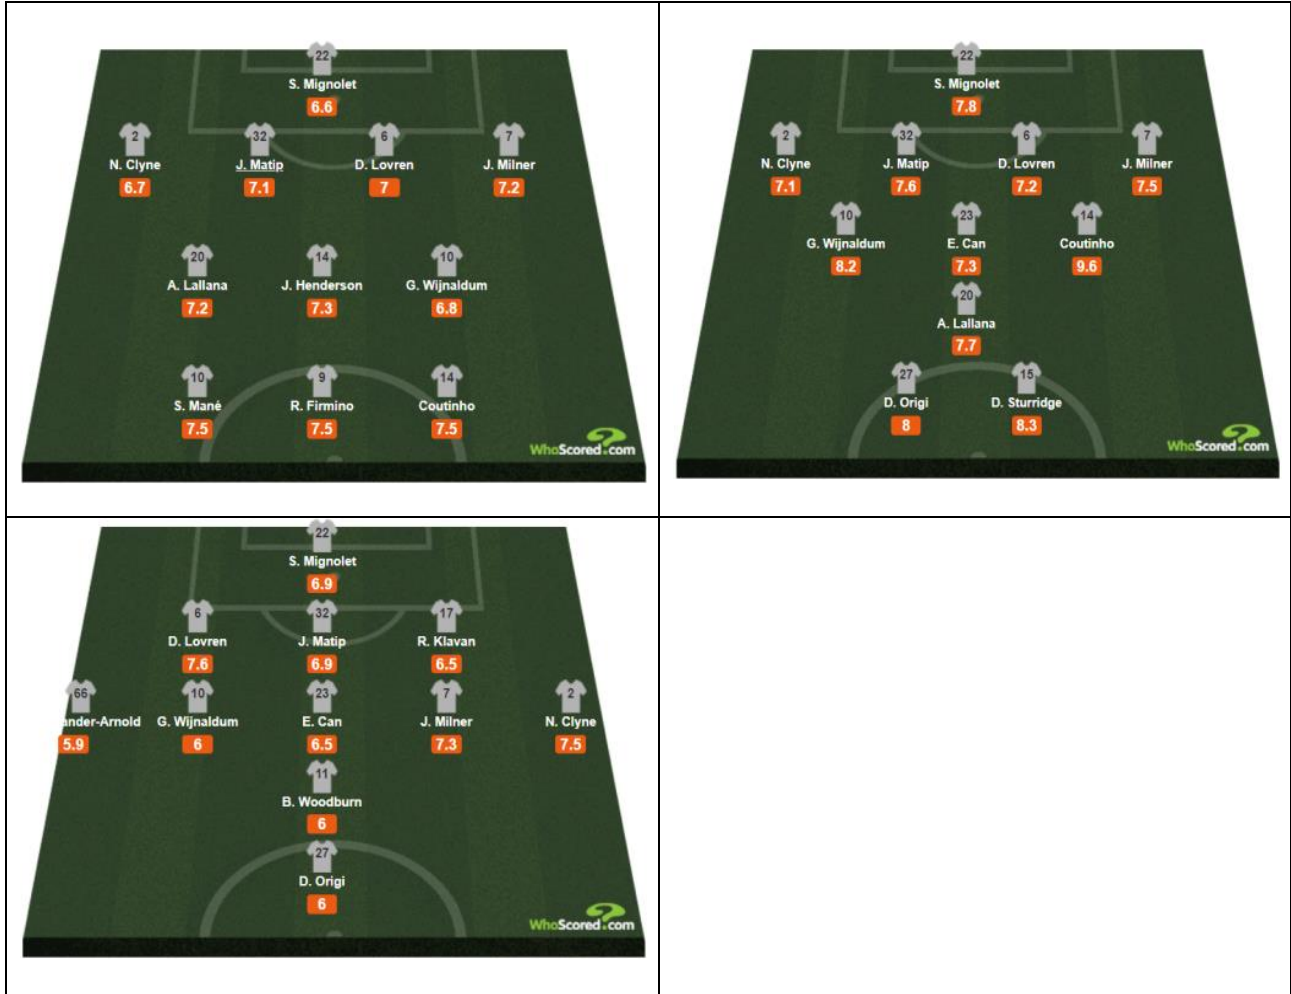 22
S. Mignolet
6.6
2 32 6 7
N. Clyne J. Matip D. Lovren J. Milner
6.7 7.1 7 7.2
20 14 10
A. Lallana J. Henderson G. Wijnaldum
7.2 7.3 6.8
10 9 14
S. Mané R. Firmino Coutinho
7.5 7.5 7.5
WhoScored.com
22
S. Mignolet
7.8
2 32 6 7
N. Clyne J. Matip D. Lovren J. Milner
7.1 7.6 7.2 7.5
10 23 14
G. Wijnaldum E. Can Coutinho
8.2 7.3 9.6
20
A. Lallana
7.7
27 15
D. Origi D. Sturridge
8 8.3
WhoScored.com
22
S. Mignolet
6.9
6 32 17
D. Lovren J. Matip R. Klavan
7.6 6.9 6.5
66 10 23 7 2
ander-Arnold G. Wijnaldum E. Can J. Milner N. Clyne
5.9 6 6.5 7.3 7.5
11
B. Woodburn
6
27
D. Origi
6
WhoScored.com